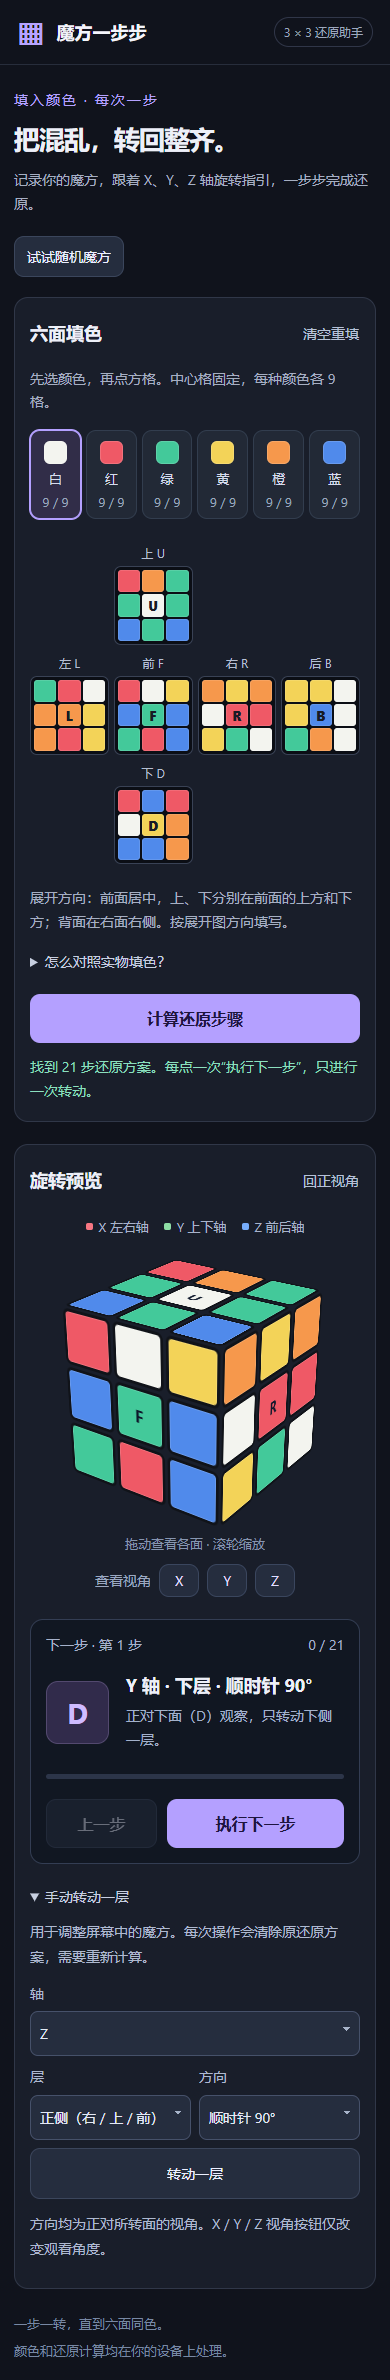 魔方一步步
3 × 3 还原助手
填入颜色 · 每次一步
把混乱，转回整齐。
记录你的魔方，跟着 X、Y、Z 轴旋转指引，一步步完成还
原。
试试随机魔方
六面填色
清空重填
先选颜色，再点方格。中心格固定，每种颜色各 9
格。
白 红 绿 黄 橙 蓝
9 / 9 9 / 9 9 / 9 9 / 9 9 / 9 9 / 9
上 U
U
左 L 前 F 右 R 后 B
L F R B
下 D
D
展开方向：前面居中，上、下分别在前面的上方和下
方；背面在右面右侧。按展开图方向填写。
▶ 怎么对照实物填色？
计算还原步骤
找到 21 步还原方案。每点一次“执行下一步”，只进行
一次转动。
旋转预览
回正视角
X 左右轴 Y 上下轴 Z 前后轴
U
F R
拖动查看各面 · 滚轮缩放
查看视角 X Y Z
下一步 · 第 1 步
0 / 21
D
Y 轴 · 下层 · 顺时针 90°
正对下面（D）观察，只转动下侧
一层。
上一步
执行下一步
▼ 手动转动一层
用于调整屏幕中的魔方。每次操作会清除原还原方
案，需要重新计算。
轴
Z
层 方向
正侧（右 / 上 / 前） 顺时针 90°
转动一层
方向均为正对所转面的视角。X / Y / Z 视角按钮仅改
变观看角度。
一步一转，直到六面同色。
颜色和还原计算均在你的设备上处理。